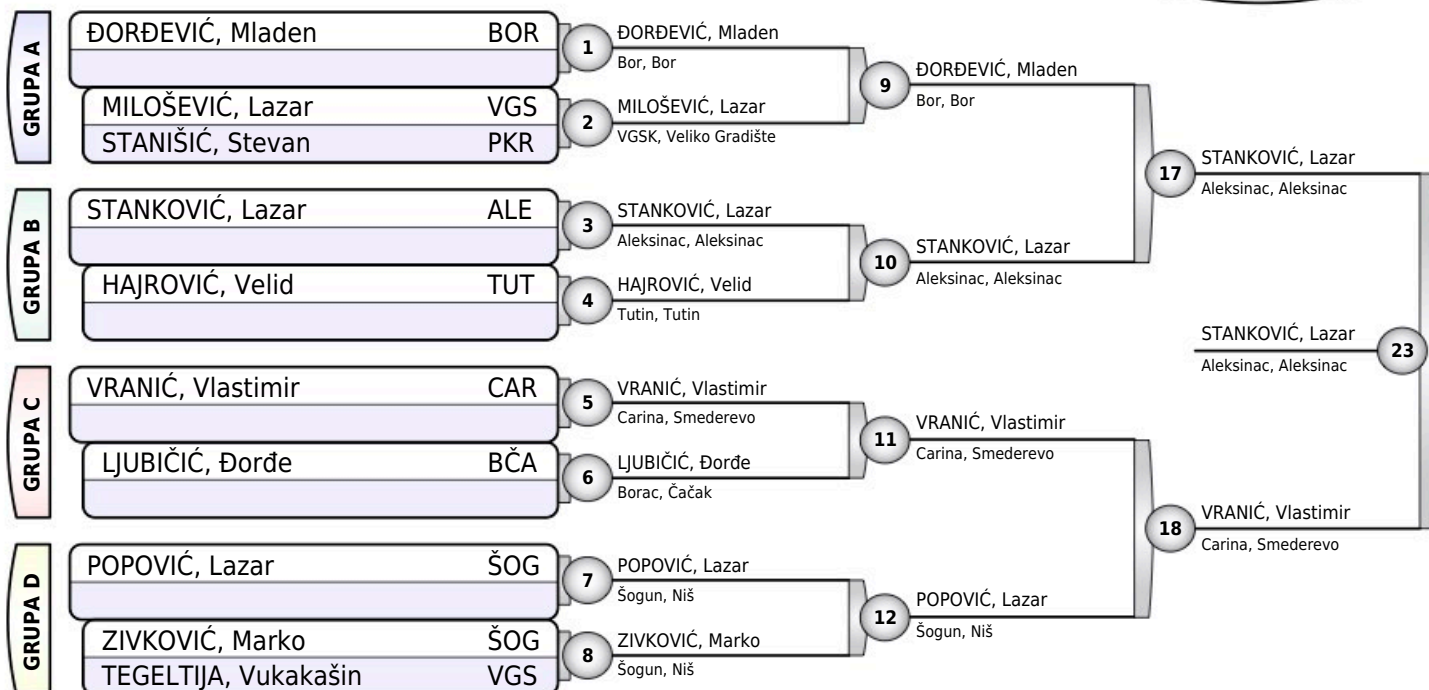 GRUPA A
ĐORĐEVIĆ, Mladen BOR
MILOŠEVIĆ, Lazar VGS
STANIŠIĆ, Stevan PKR
GRUPA B
STANKOVIĆ, Lazar ALE
HAJROVIĆ, Velid TUT
GRUPA C
VRANIĆ, Vlastimir CAR
LJUBIČIĆ, Đorđe BČA
GRUPA D
POPOVIĆ, Lazar ŠOG
ZIVKOVIĆ, Marko ŠOG
TEGELTIJA, Vukakašin VGS
1 ĐORĐEVIĆ, Mladen
Bor, Bor
2 MILOŠEVIĆ, Lazar
VGSK, Veliko Gradište
3 STANKOVIĆ, Lazar
Aleksinac, Aleksinac
4 HAJROVIĆ, Velid
Tutin, Tutin
5 VRANIĆ, Vlastimir
Carina, Smederevo
6 LJUBIČIĆ, Đorđe
Borac, Čačak
7 POPOVIĆ, Lazar
Šogun, Niš
8 ZIVKOVIĆ, Marko
Šogun, Niš
9 ĐORĐEVIĆ, Mladen
Bor, Bor
10 STANKOVIĆ, Lazar
Aleksinac, Aleksinac
11 VRANIĆ, Vlastimir
Carina, Smederevo
12 POPOVIĆ, Lazar
Šogun, Niš
17 STANKOVIĆ, Lazar
Aleksinac, Aleksinac
18 VRANIĆ, Vlastimir
Carina, Smederevo
STANKOVIĆ, Lazar 23
Aleksinac, Aleksinac